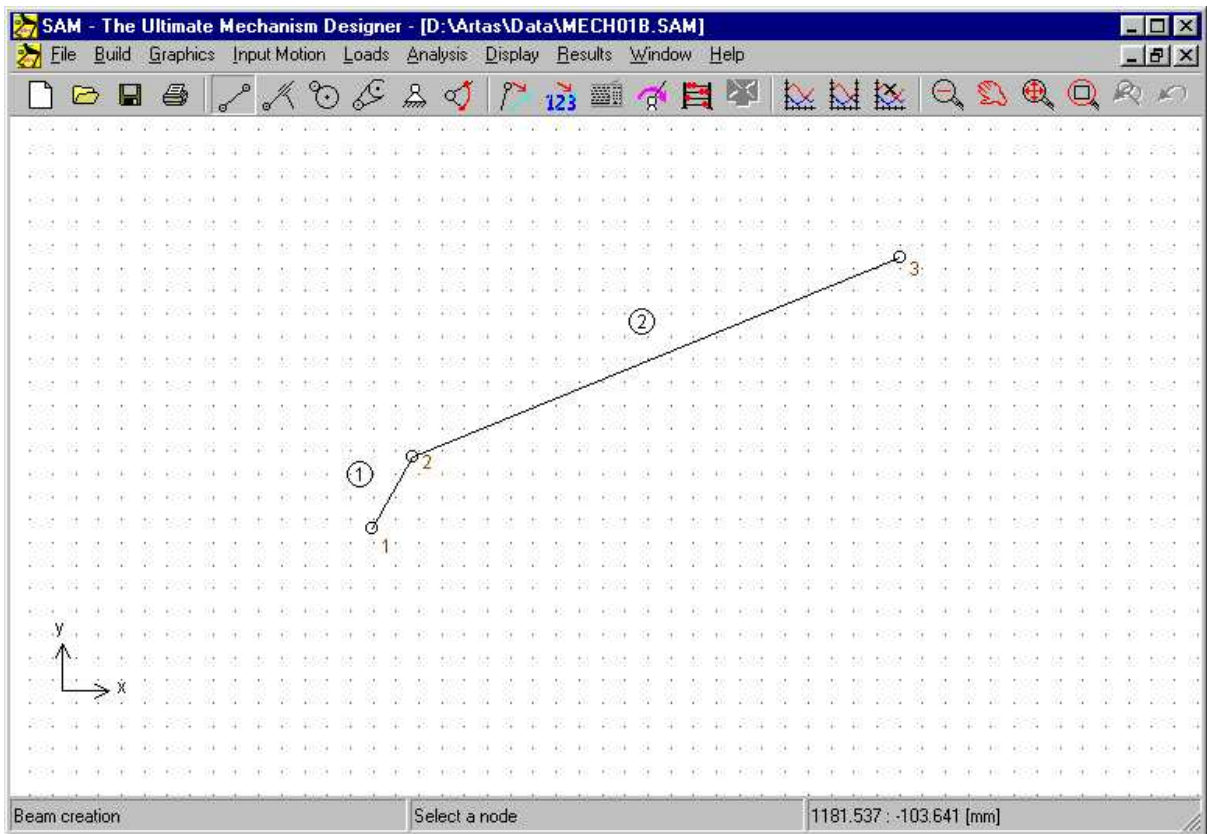 SAM - The Ultimate Mechanism Designer - [D:\Artas\Data\MECH01B.SAM]
File Build Graphics Input Motion Loads Analysis Display Results Window Help
123
3
2
2
1
1
y
x
Beam creation Select a node 1181.537 : -103.641 [mm]